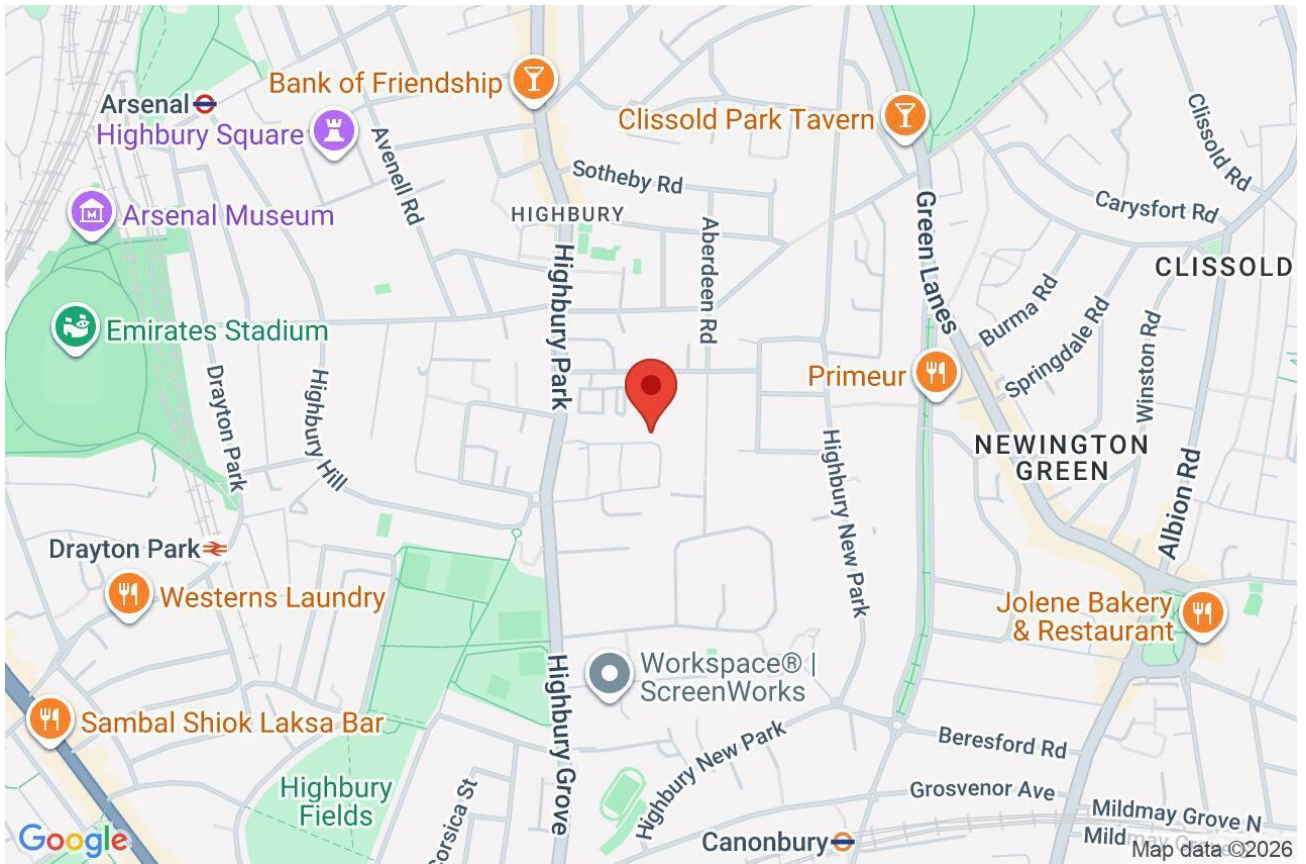 Bank of Friendship
Arsenal
Highbury Square
Clissold Park Tavern
Clissold Rd
Avenell Rd
Sotheby Rd
Carysfort Rd
Arsenal Museum
HIGHBURY
Aberdeen Rd
Green Lanes
CLISSOLD
Highbury Park
Burma Rd
Emirates Stadium
Springdale Rd
Winston Rd
Primeur
Drayton Park
Highbury Hill
NEWINGTON
GREEN
Highbury New Park
Albion Rd
Drayton Park
Westerns Laundry
Jolene Bakery
& Restaurant
Workspace® |
ScreenWorks
Highbury Grove
Sambal Shiok Laksa Bar
Highbury New Park
Beresford Rd
Highbury
Fields
Corsica St
Grosvenor Ave
Mildmay Grove N
Canonbury
Google
Map data ©2026